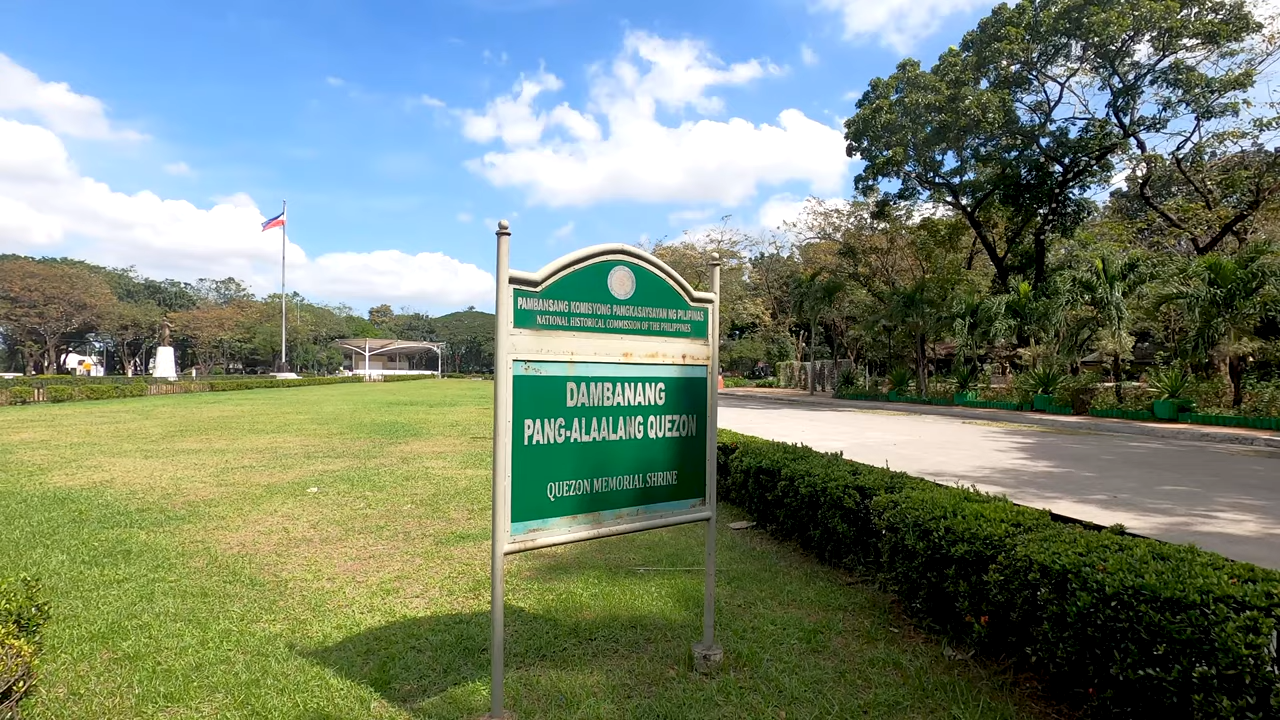 PAMBANSANG KOMISYONG PANGKASAYSAYAN NG PILIPINAS
NATIONAL HISTORICAL COMMISSION OF THE PHILIPPINES
DAMBANANG
PANG-ALAALANG QUEZON
QUEZON MEMORIAL SHRINE